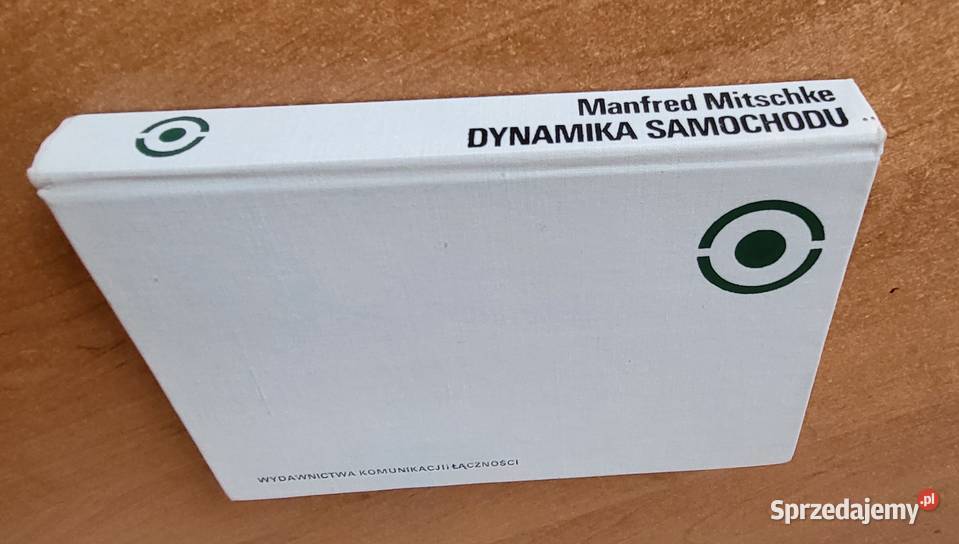 Manfred Mitschke
DYNAMIKA SAMOCHODU
WYDAWNICTWA KOMUNIKACJI i ŁĄCZNOŚCI
Sprzedajemy.pl